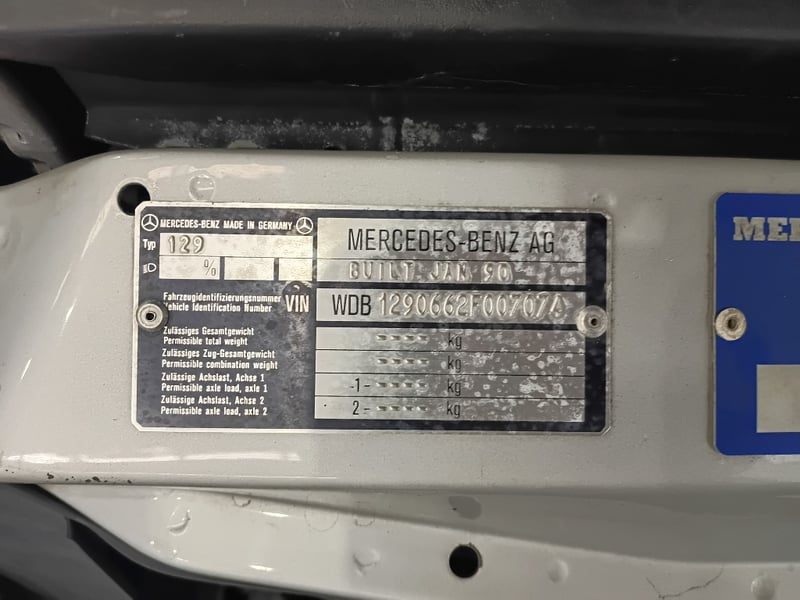 MERCEDES-BENZ MADE IN GERMANY
Typ 129
%
MERCEDES-BENZ AG
BUILT JAN 90
Fahrzeugidentifizierungsnummer
Vehicle Identification Number
VIN
WDB 1290662F007074
Zulässiges Gesamtgewicht
Permissible total weight
---- kg
Zulässiges Zug-Gesamtgewicht
Permissible combination weight
---- kg
Zulässige Achslast, Achse 1
Permissible axle load, axle 1
1- ---- kg
Zulässige Achslast, Achse 2
Permissible axle load, axle 2
2- ---- kg
MER